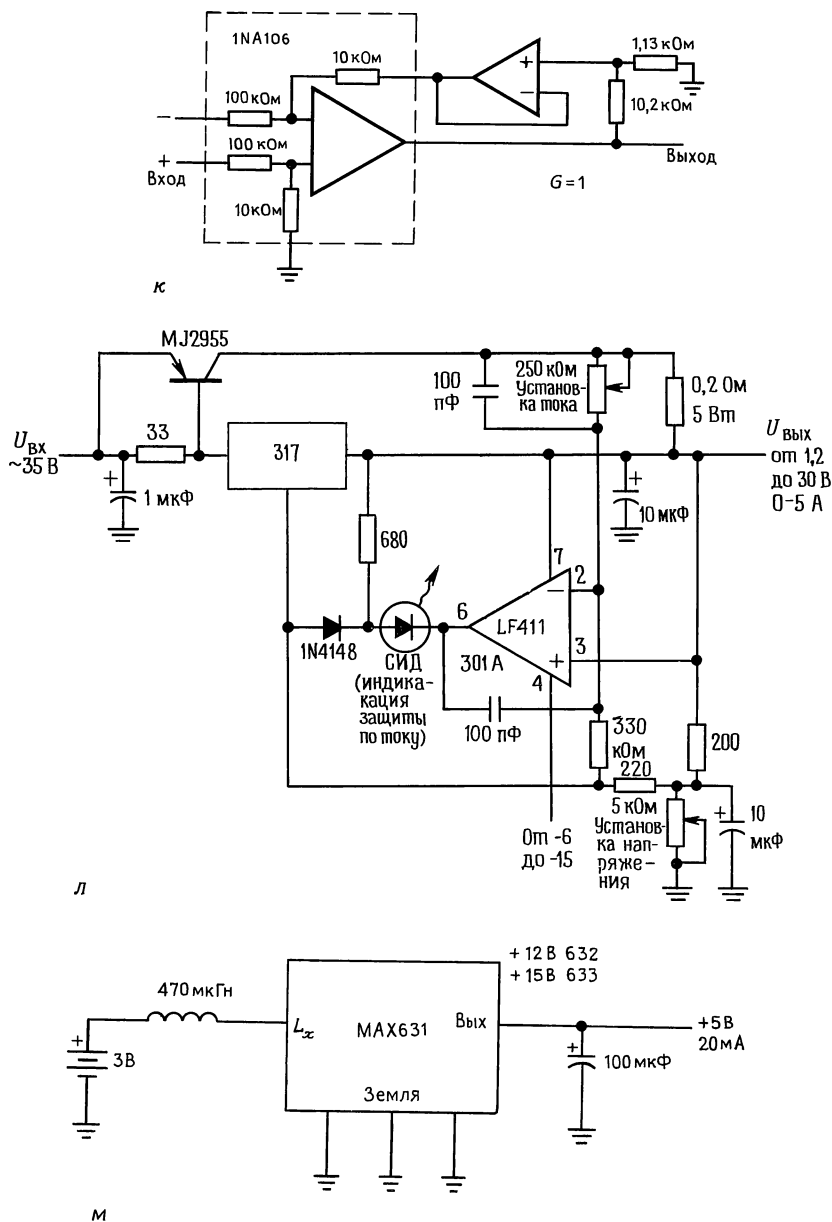 1NA106
10 кОм
1,13 кОм
100 кОм
10,2 кОм
−
+
−
100 кОм
+
Вход
Выход
G = 1
10 кОм
к
MJ2955
100
пФ
250 кОм
Установ-
ка тока
0,2 Ом
5 Вт
Uвх
~35 В
33
317
Uвых
от 1,2
до 30 В
0−5 А
+
1 мкФ
+
10 мкФ
680
7
2
−
6
LF411
3
+
301А
4
1N4148
СИД
(индика-
кация
защиты
по току)
100 пФ
330
кОм
200
220
5 кОм
Установ-
ка нап-
ряже-
ния
+
10
мкФ
От -6
до -15
л
+ 12 В 632
+ 15 В 633
470 мкГн
Lx
MAX631
Вых
+5 В
20 мА
+
3В
+
100 мкФ
Земля
м